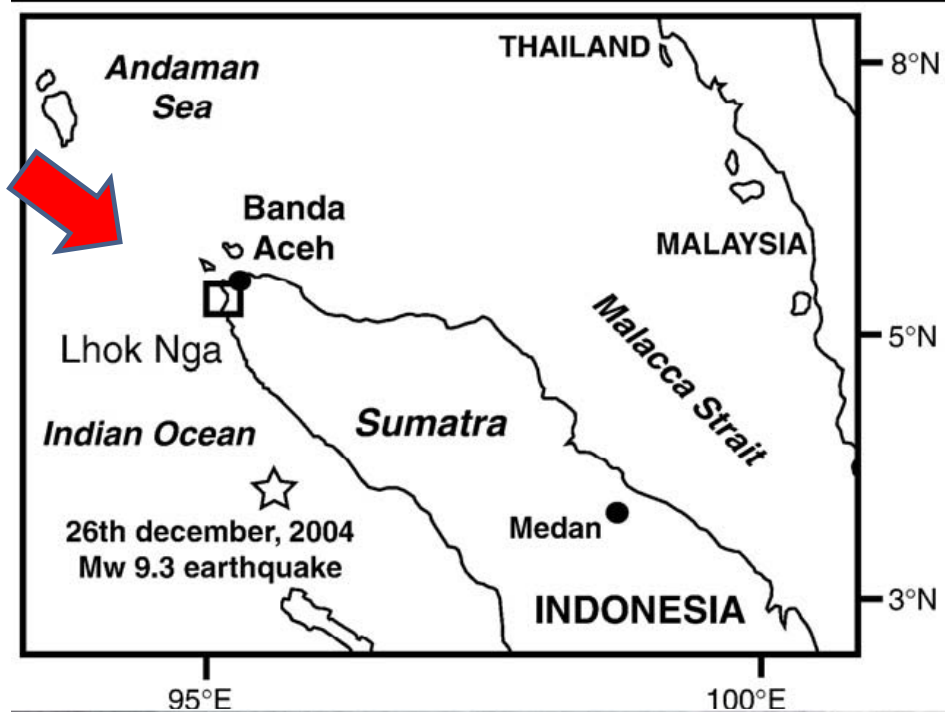 THAILAND
8°N
Andaman
Sea
Banda
Aceh
MALAYSIA
Lhok Nga
5°N
Malacca Strait
Sumatra
Indian Ocean
26th december, 2004
Mw 9.3 earthquake
Medan
INDONESIA
3°N
95°E
100°E